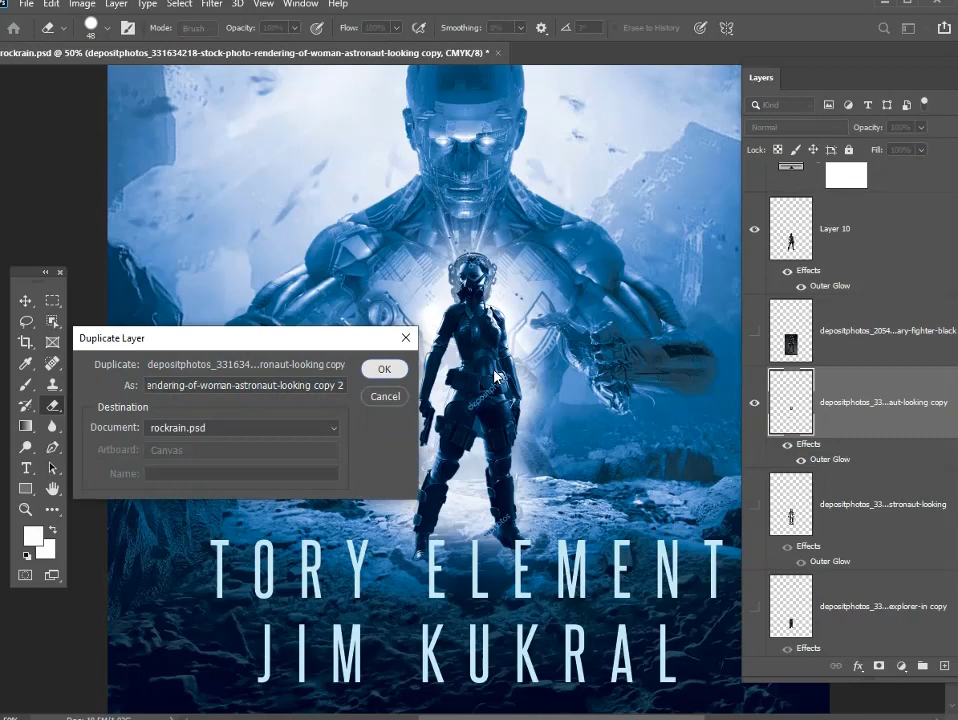 File Edit Image Layer Type Select Filter 3D View Window Help
48 Mode: Brush Opacity: 100% Flow: 100% Smoothing: 0% 3° Erase to History
rockrain.psd @ 50% (depositphotos_331634218-stock-photo-rendering-of-woman-astronaut-looking copy, CMYK/8) *
Layers
Kind
Normal Opacity: 100%
Lock: Fill: 100%
Layer 10
Effects
Outer Glow
depositphotos_2054...ary-fighter-black
depositphotos_33...aut-looking copy
Effects
Outer Glow
depositphotos_33...stronaut-looking
Effects
Outer Glow
depositphotos_33...explorer-in copy
Effects
Duplicate Layer
Duplicate: depositphotos_331634...ronaut-looking copy
As: endering-of-woman-astronaut-looking copy 2
OK
Cancel
Destination
Document: rockrain.psd
Artboard: Canvas
Name:
depositphotos
depositphotos
TORY ELEMENT
JIM KUKRAL